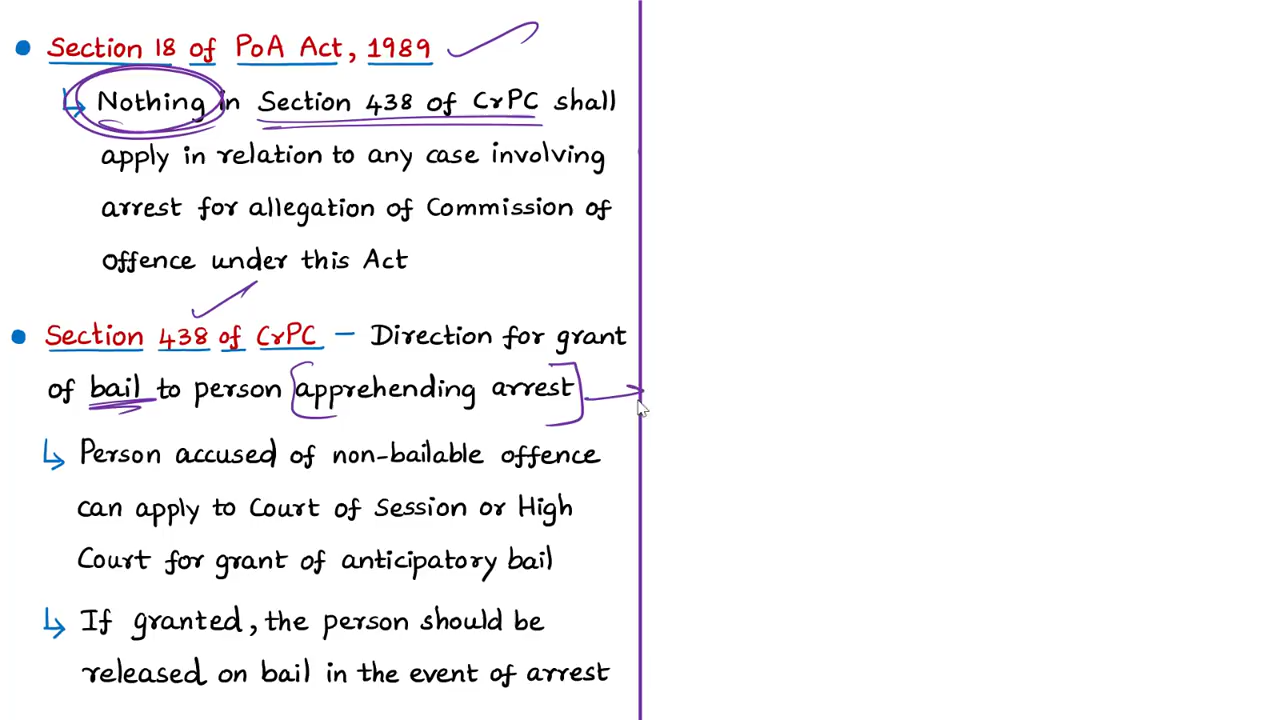 Section 18 of PoA Act, 1989
Nothing in Section 438 of CrPC shall
apply in relation to any case involving
arrest for allegation of Commission of
offence under this Act
Section 438 of CrPC – Direction for grant
of bail to person apprehending arrest
Person accused of non-bailable offence
can apply to Court of Session or High
Court for grant of anticipatory bail
If granted, the person should be
released on bail in the event of arrest